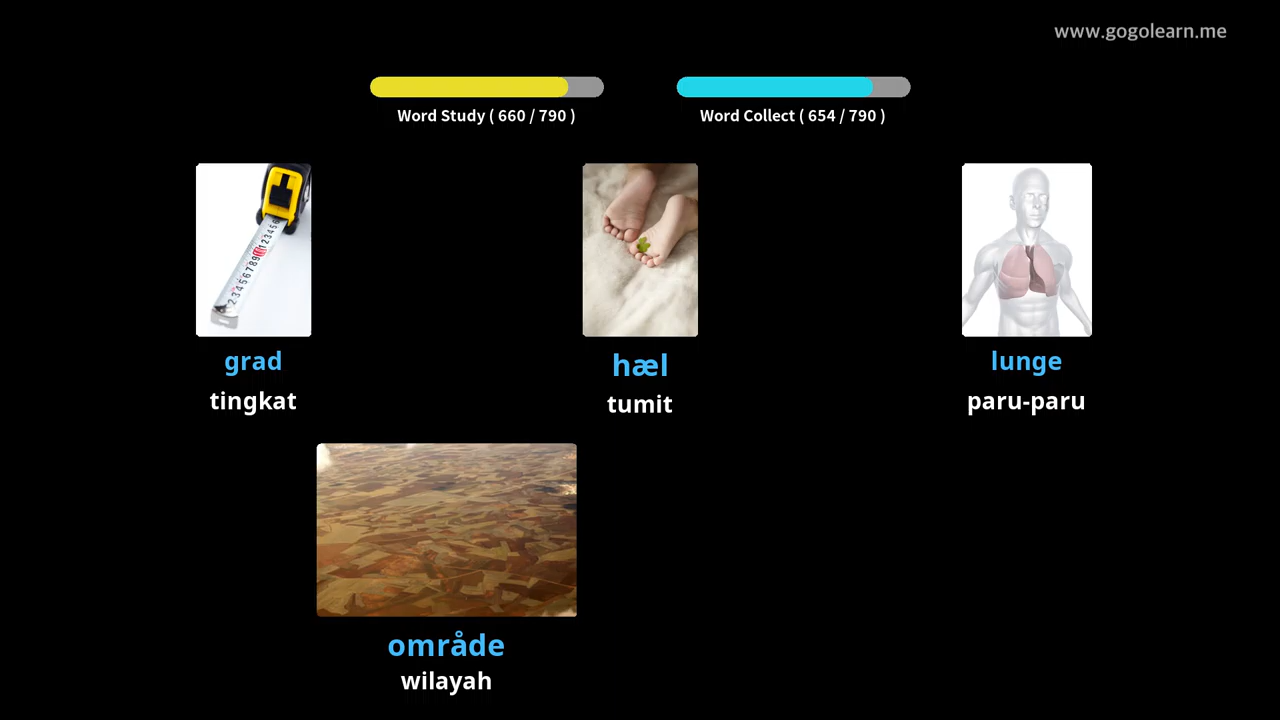 www.gogolearn.me
Word Study ( 660 / 790 )
Word Collect ( 654 / 790 )
grad
tingkat
hæl
tumit
lunge
paru-paru
område
wilayah